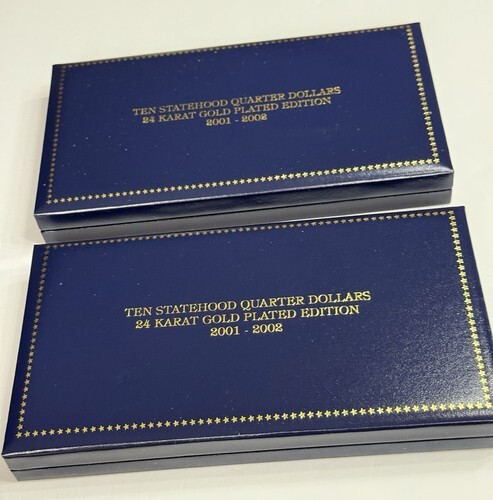 TEN STATEHOOD QUARTER DOLLARS
24 KARAT GOLD PLATED EDITION
2001 - 2002
TEN STATEHOOD QUARTER DOLLARS
24 KARAT GOLD PLATED EDITION
2001 - 2002